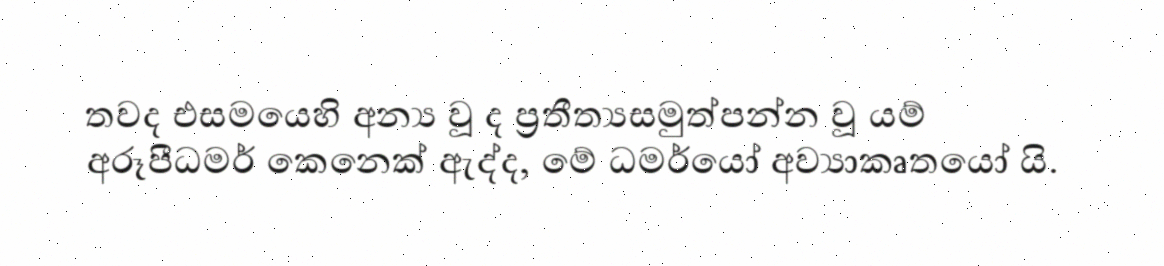 තවද එසමයෙහි අන්‍ය වූ ද ප්‍රතීත්‍යසමුත්පන්න වූ යම්
අරූපීධමර් කෙනෙක් ඇද්ද, මේ ධමර්යෝ අව්‍යාකෘතයෝ යි.